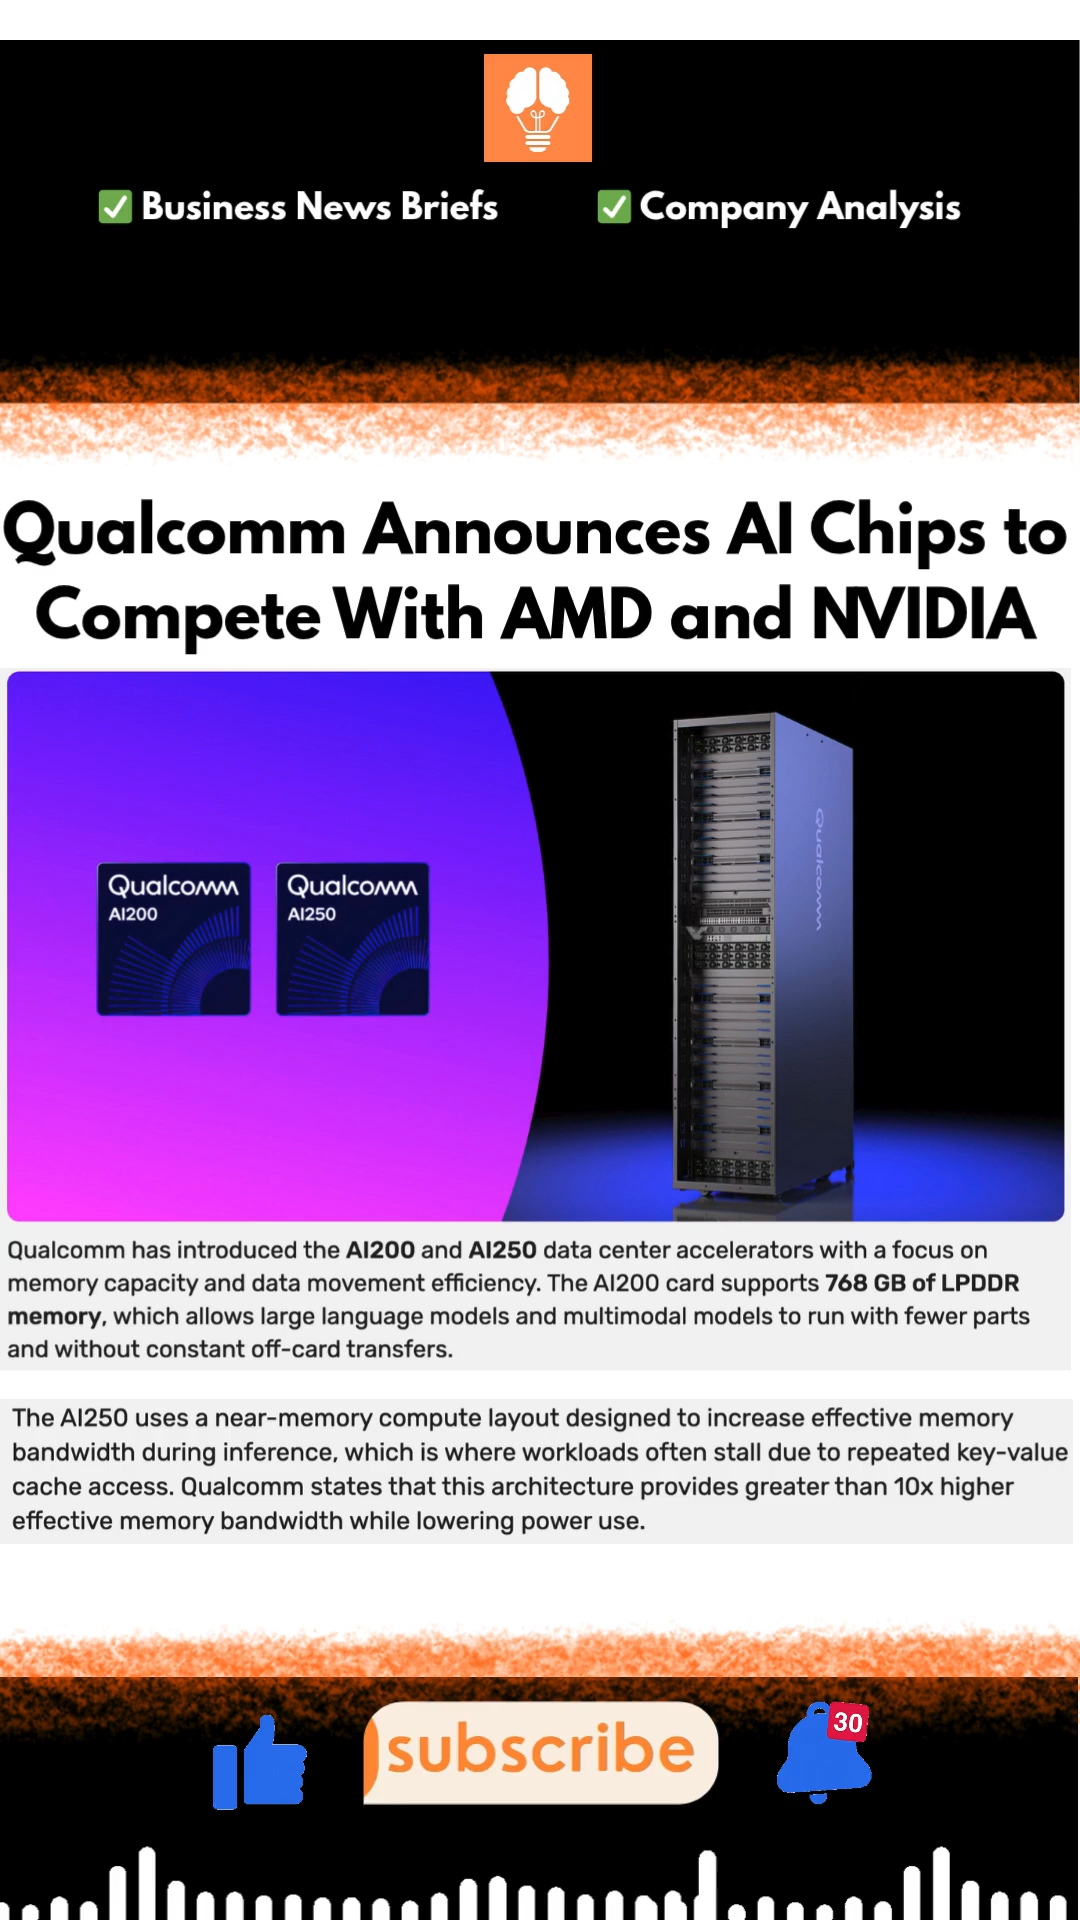 ✅ Business News Briefs
✅ Company Analysis
Qualcomm Announces AI Chips to
Compete With AMD and NVIDIA
Qualcomm
AI200
Qualcomm
AI250
Qualcomm
Qualcomm has introduced the AI200 and AI250 data center accelerators with a focus on
memory capacity and data movement efficiency. The AI200 card supports 768 GB of LPDDR
memory, which allows large language models and multimodal models to run with fewer parts
and without constant off-card transfers.
The AI250 uses a near-memory compute layout designed to increase effective memory
bandwidth during inference, which is where workloads often stall due to repeated key-value
cache access. Qualcomm states that this architecture provides greater than 10x higher
effective memory bandwidth while lowering power use.
subscribe
30